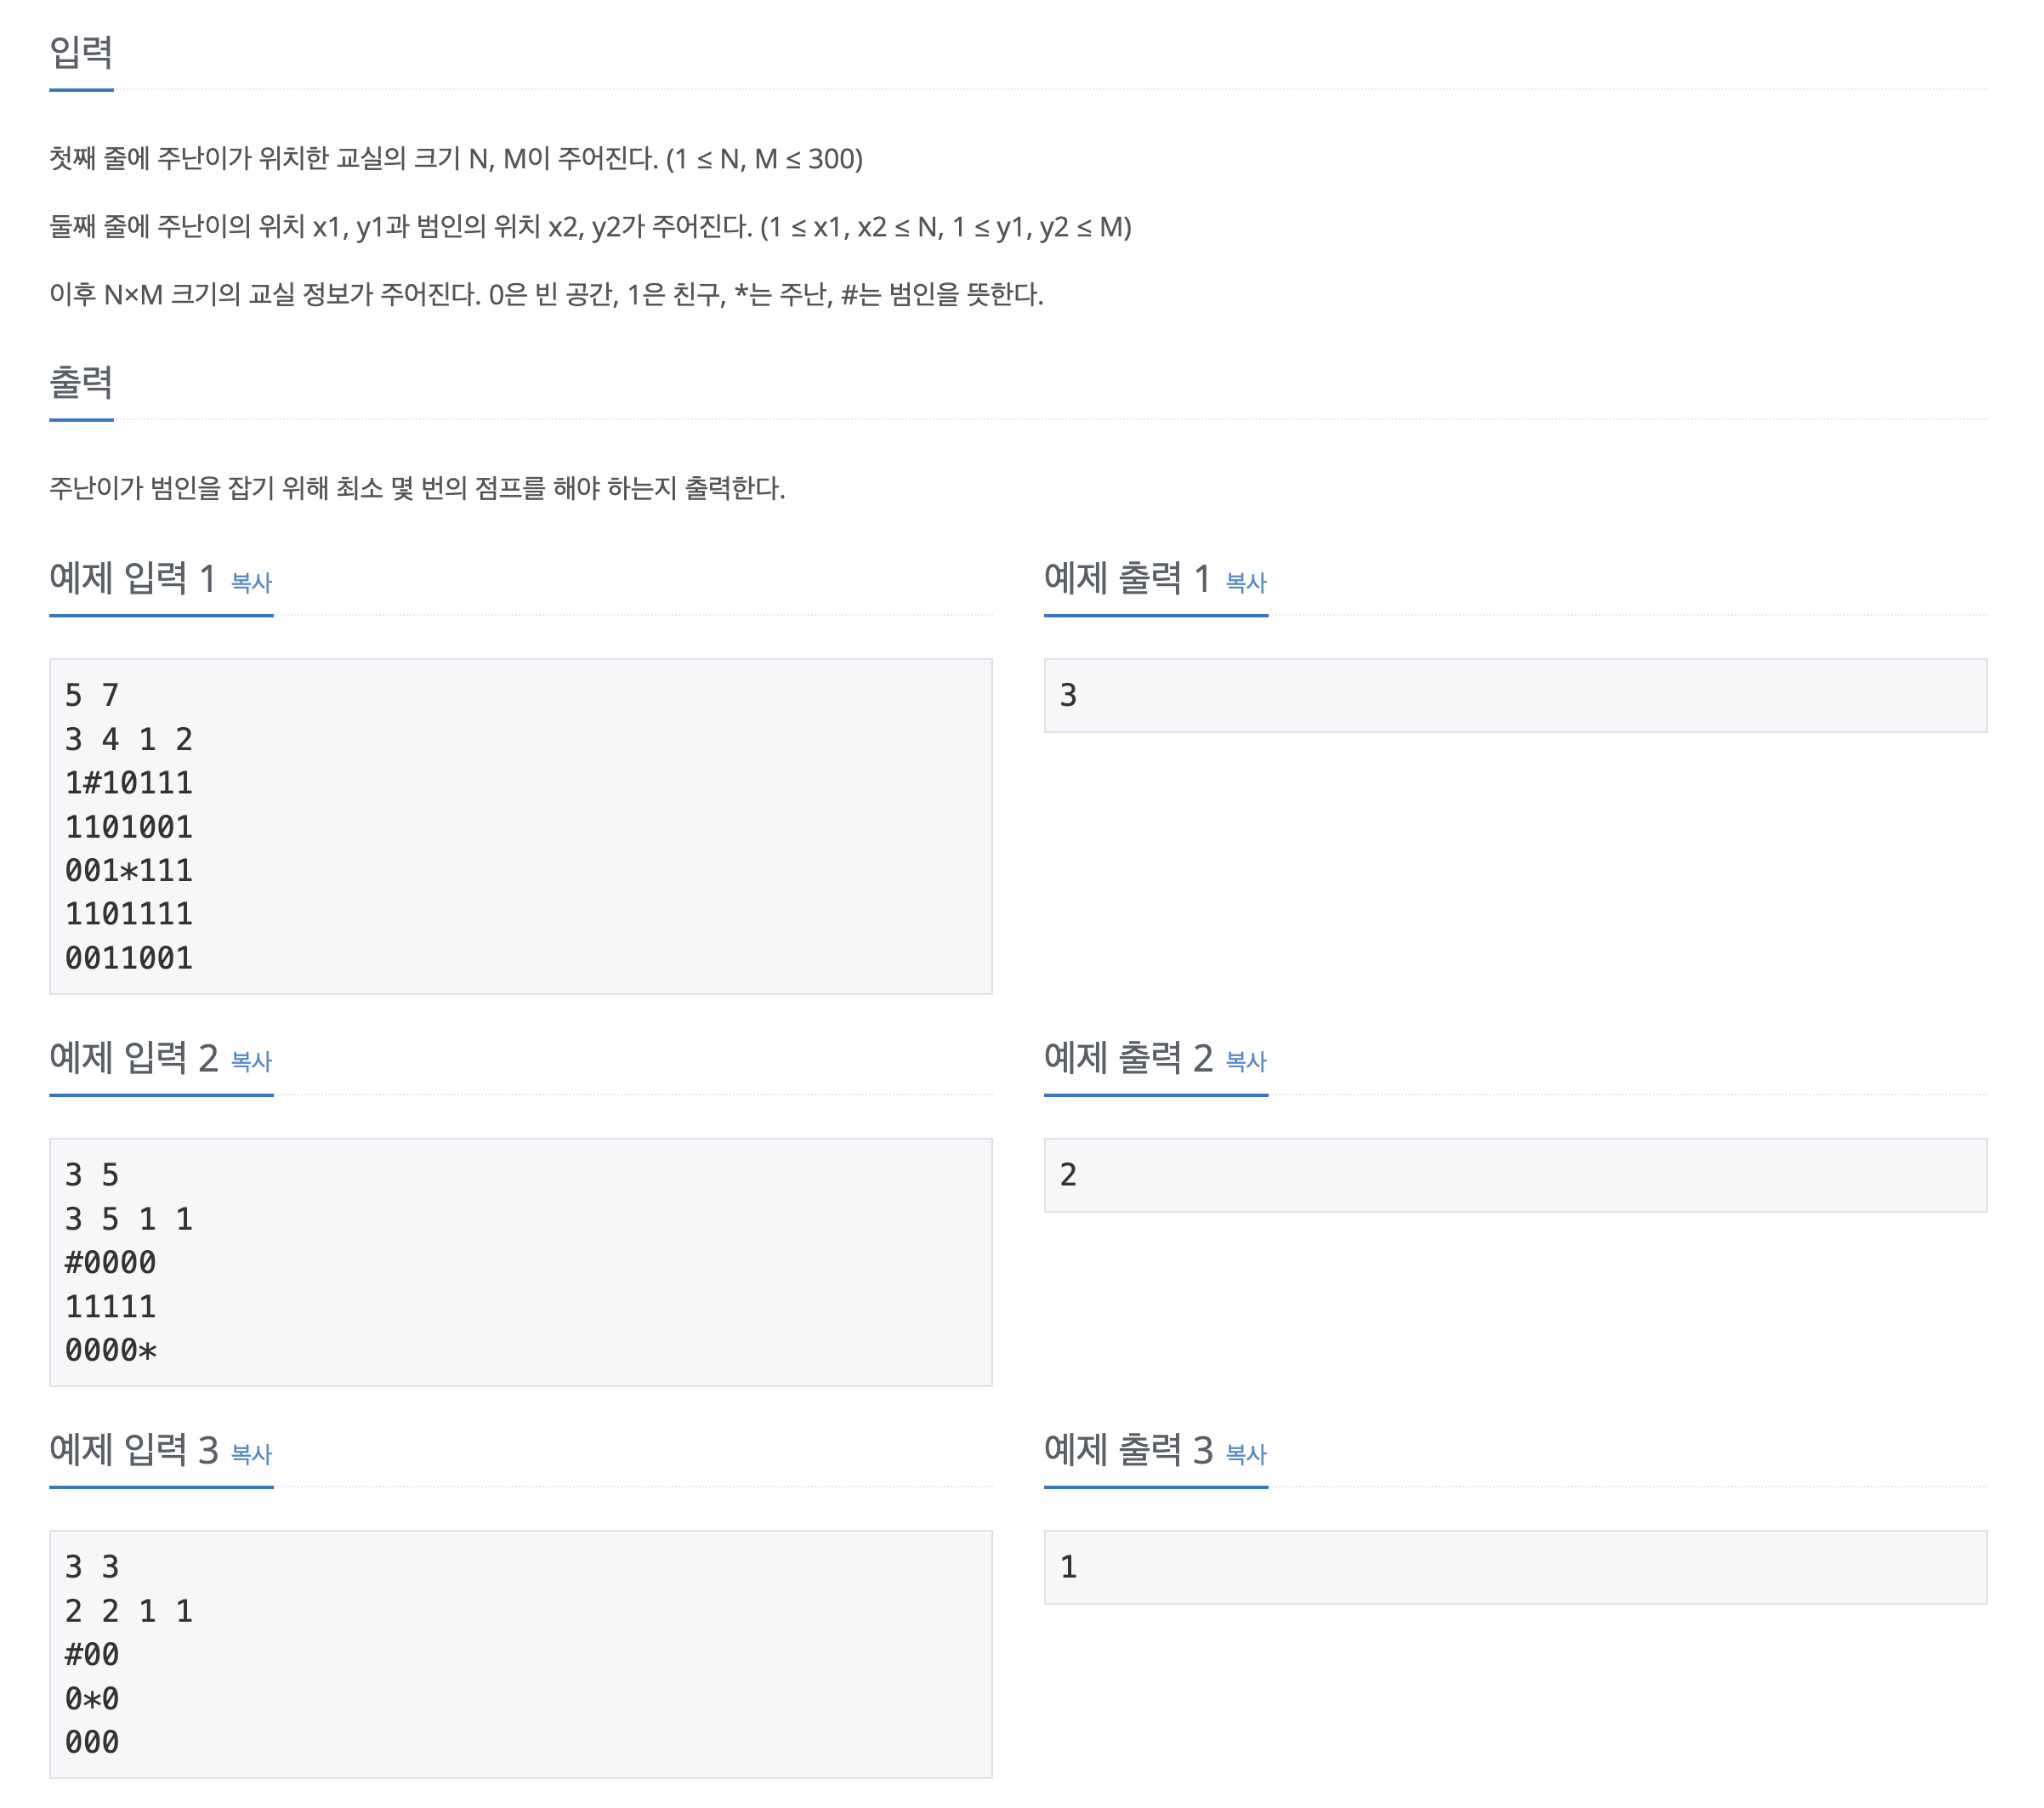 입력
첫째 줄에 주난이가 위치한 교실의 크기 N, M이 주어진다. (1 ≤ N, M ≤ 300)
둘째 줄에 주난이의 위치 x1, y1과 범인의 위치 x2, y2가 주어진다. (1 ≤ x1, x2 ≤ N, 1 ≤ y1, y2 ≤ M)
이후 N×M 크기의 교실 정보가 주어진다. 0은 빈 공간, 1은 친구, *는 주난, #는 범인을 뜻한다.
출력
주난이가 범인을 잡기 위해 최소 몇 번의 점프를 해야 하는지 출력한다.
예제 입력 1 복사
5 7
3 4 1 2
1#10111
1101001
001*111
1101111
0011001
예제 출력 1 복사
3
예제 입력 2 복사
3 5
3 5 1 1
#0000
11111
0000*
예제 출력 2 복사
2
예제 입력 3 복사
3 3
2 2 1 1
#00
0*0
000
예제 출력 3 복사
1